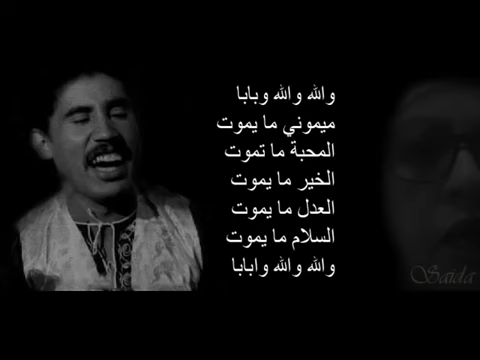 والله والله وبابا
ميموني ما يموت
المحبة ما تموت
الخير ما يموت
العدل ما يموت
السلام ما يموت
والله والله وابابا
Saida